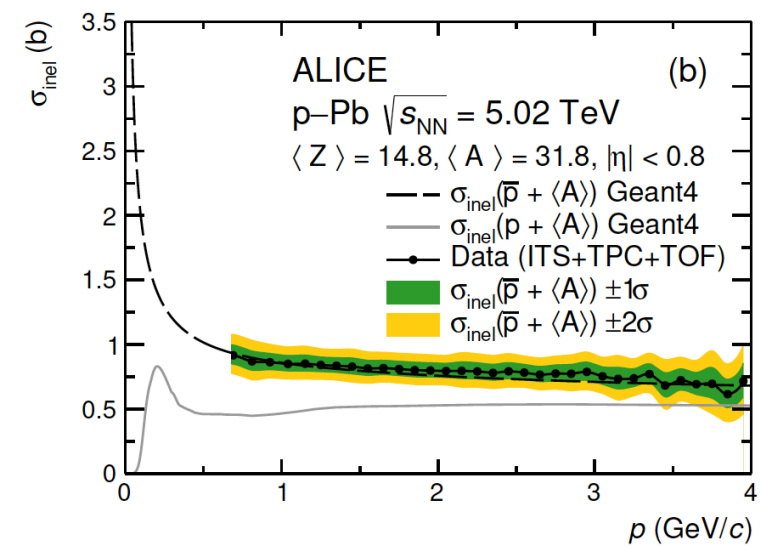 σinel (b)
3.5
3
2.5
2
1.5
1
0.5
0
ALICE (b)
p–Pb √sNN = 5.02 TeV
⟨ Z ⟩ = 14.8, ⟨ A ⟩ = 31.8, |η| < 0.8
σinel(p̅ + ⟨A⟩) Geant4
σinel(p + ⟨A⟩) Geant4
Data (ITS+TPC+TOF)
σinel(p̅ + ⟨A⟩) ±1σ
σinel(p̅ + ⟨A⟩) ±2σ
0 1 2 3 4
p (GeV/c)